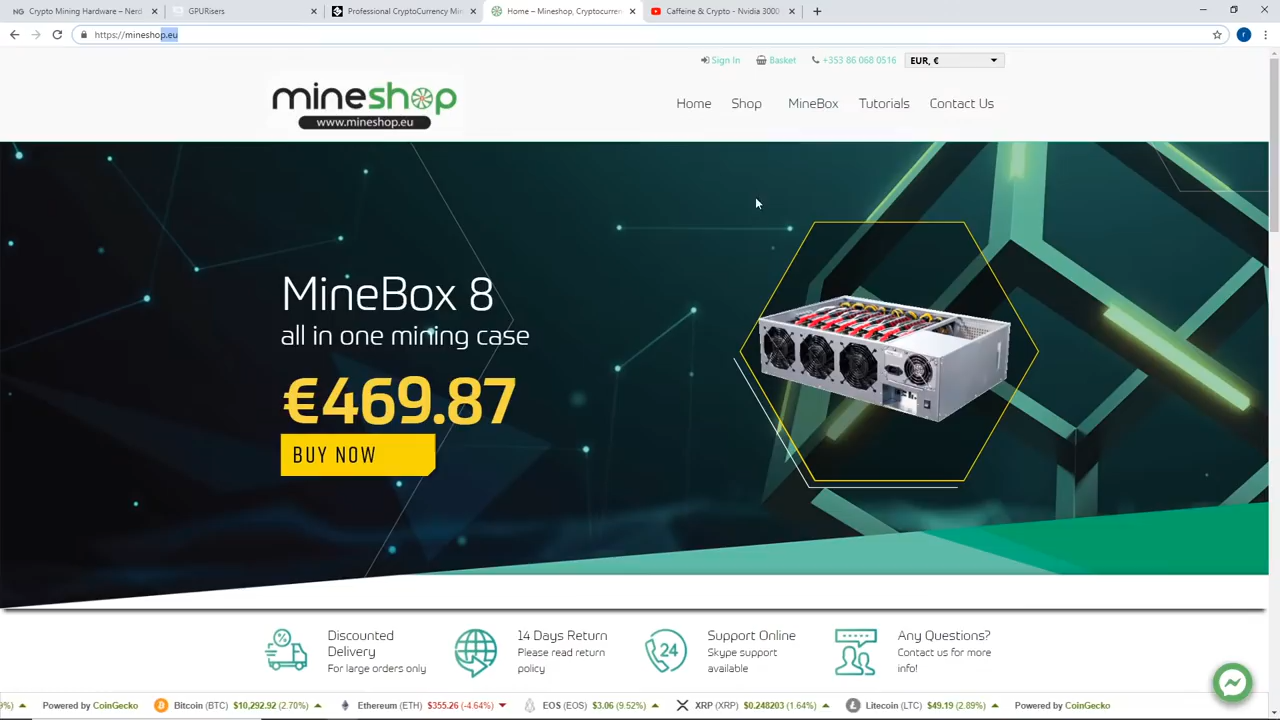 Crypto Mining Hardware – Nerd
GPURisers
Professional CryptoCurrency Min
Home – Mineshop, Cryptocurren
Caffeine & Crypto - Nvidia 3000
https://mineshop.eu
r
Sign In
Basket
+353 86 068 0516
EUR, €
mineshop
www.mineshop.eu
Home
Shop
MineBox
Tutorials
Contact Us
MineBox 8
all in one mining case
€469.87
BUY NOW
Discounted
Delivery
For large orders only
14 Days Return
Please read return
policy
24
Support Online
Skype support
available
Any Questions?
Contact us for more
info!
9%) Powered by CoinGecko Bitcoin (BTC) $10,292.92 (2.70%) Ethereum (ETH) $355.26 (-4.64%) EOS (EOS) $3.06 (9.52%) XRP (XRP) $0.248203 (1.64%) Litecoin (LTC) $49.19 (2.89%) Powered by CoinGecko